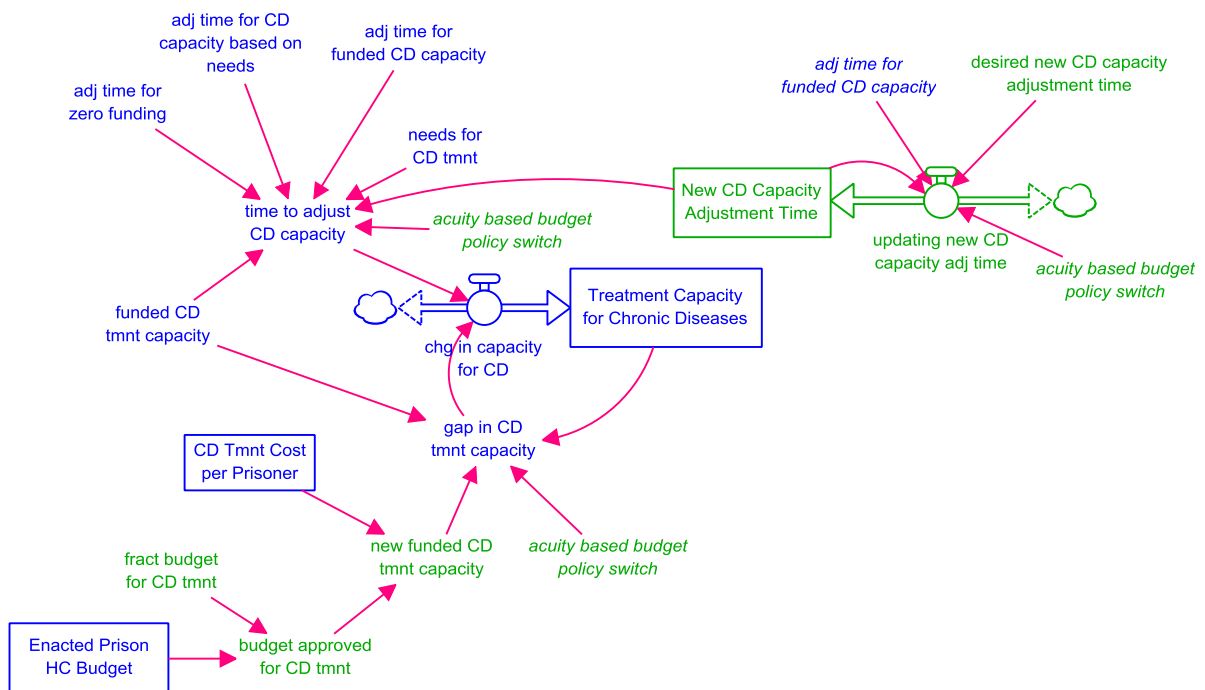 adj time for CD
capacity based on
needs
adj time for
funded CD capacity
adj time for
zero funding
needs for
CD tmnt
adj time for
funded CD capacity
desired new CD capacity
adjustment time
New CD Capacity
Adjustment Time
time to adjust
CD capacity
acuity based budget
policy switch
updating new CD
capacity adj time
acuity based budget
policy switch
funded CD
tmnt capacity
Treatment Capacity
for Chronic Diseases
chg in capacity
for CD
gap in CD
tmnt capacity
CD Tmnt Cost
per Prisoner
new funded CD
tmnt capacity
acuity based budget
policy switch
fract budget
for CD tmnt
Enacted Prison
HC Budget
budget approved
for CD tmnt